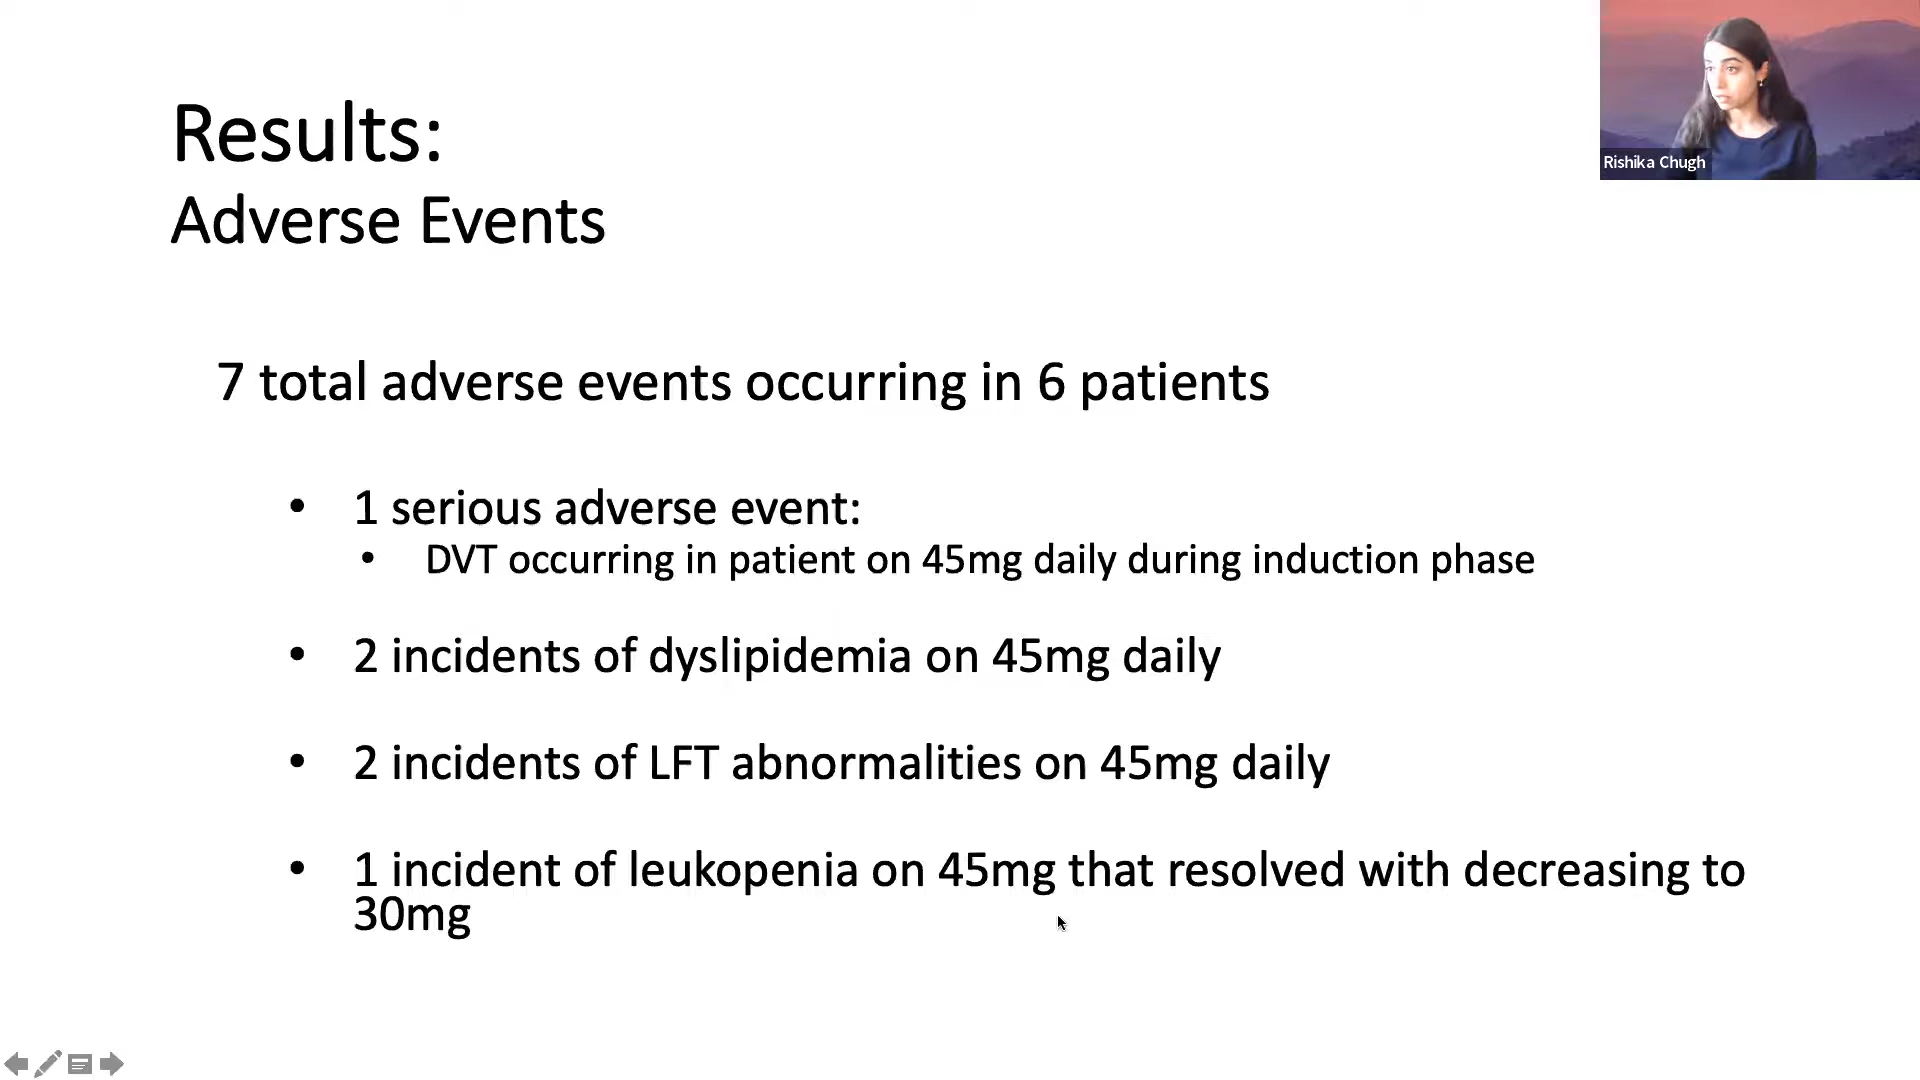 Results:
Adverse Events
Rishika Chugh
7 total adverse events occurring in 6 patients
• 1 serious adverse event:
• DVT occurring in patient on 45mg daily during induction phase
• 2 incidents of dyslipidemia on 45mg daily
• 2 incidents of LFT abnormalities on 45mg daily
• 1 incident of leukopenia on 45mg that resolved with decreasing to
30mg